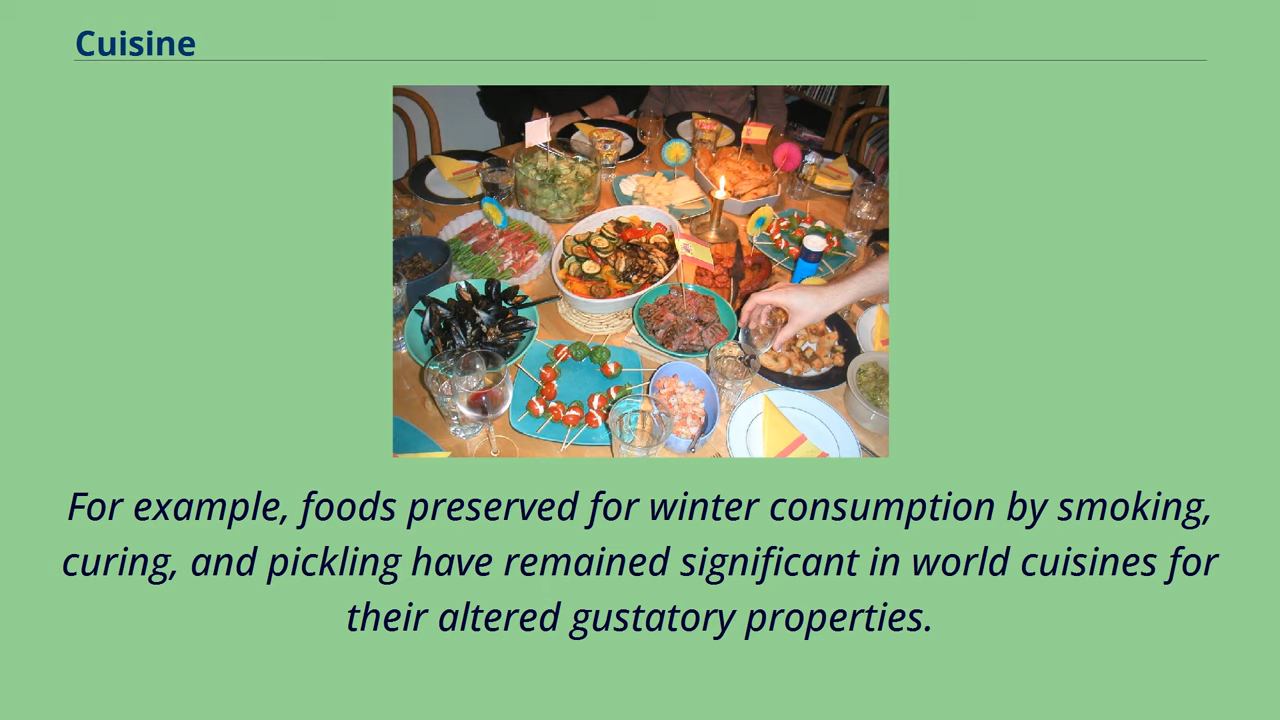 Cuisine
For example, foods preserved for winter consumption by smoking,
curing, and pickling have remained significant in world cuisines for
their altered gustatory properties.